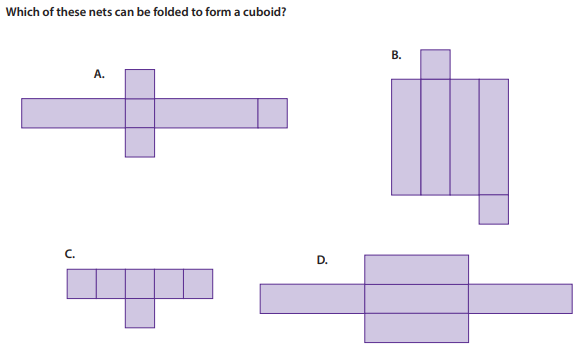 Which of these nets can be folded to form a cuboid?
A.
B.
C.
D.